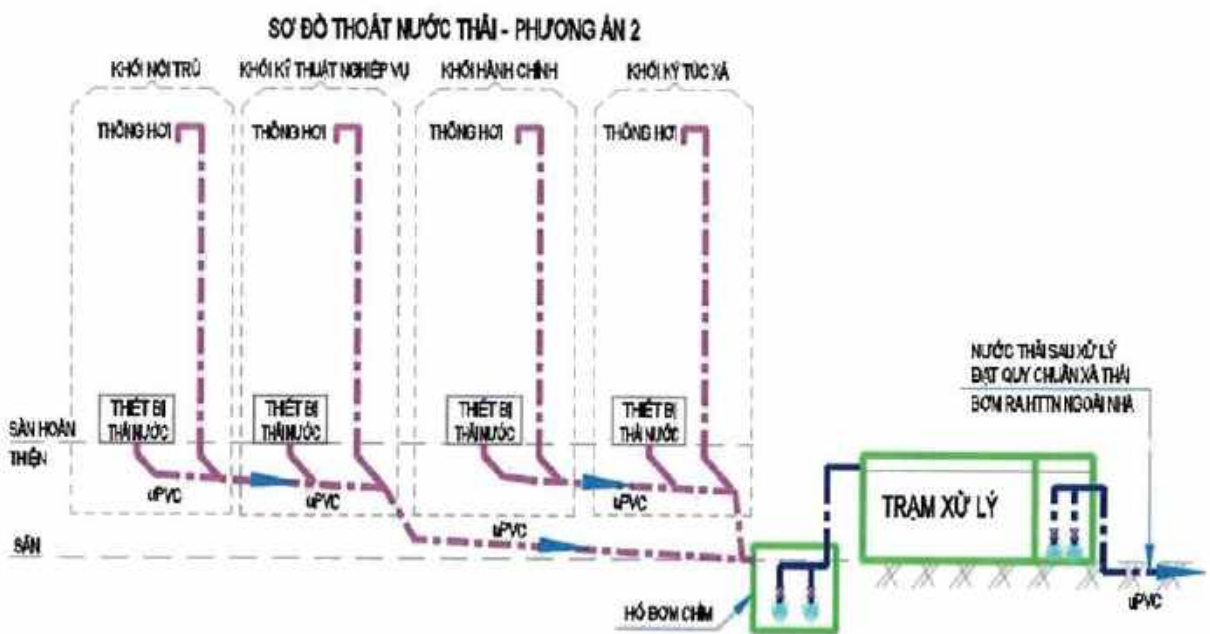 SƠ ĐỒ THOÁT NƯỚC THẢI - PHƯƠNG ÁN 2
KHỐI NỘI TRÚ
KHỐI KỸ THUẬT NGHIỆP VỤ
KHỐI HÀNH CHÍNH
KHỐI KÝ TÚC XÁ
THÔNG HƠI
THÔNG HƠI
THÔNG HƠI
THÔNG HƠI
NƯỚC THẢI SAU XỬ LÝ
ĐẠT QUY CHUẨN XẢ THẢI
BƠM RA HTTN NGOÀI NHÀ
THIẾT BỊ
THẢI NƯỚC
THIẾT BỊ
THẢI NƯỚC
THIẾT BỊ
THẢI NƯỚC
THIẾT BỊ
THẢI NƯỚC
SÀN HOÀN
THIỆN
uPVC
uPVC
uPVC
uPVC
uPVC
SÂN
TRẠM XỬ LÝ
HỐ BƠM CHÌM
uPVC